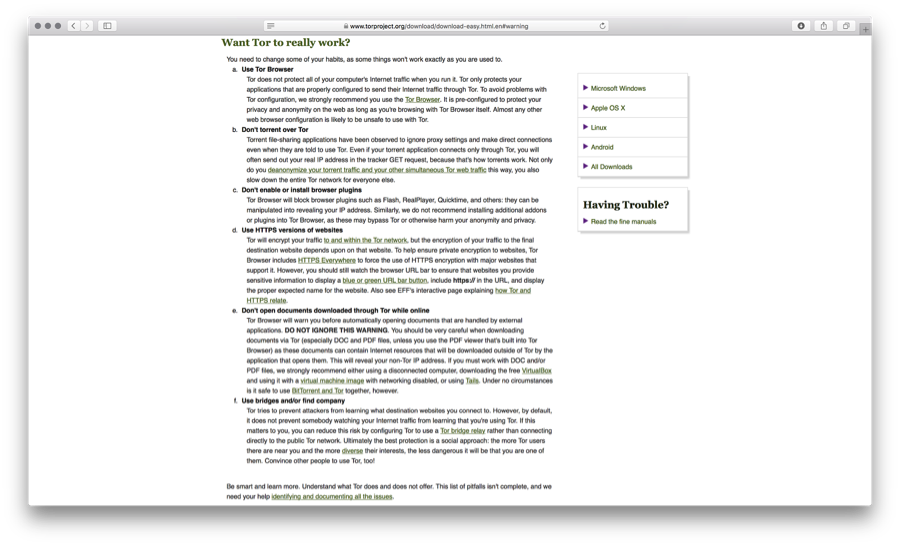 www.torproject.org/download/download-easy.html.en#warning
Want Tor to really work?
You need to change some of your habits, as some things won't work exactly as you are used to.
a. Use Tor Browser
Tor does not protect all of your computer's Internet traffic when you run it. Tor only protects your
applications that are properly configured to send their Internet traffic through Tor. To avoid problems with
Tor configuration, we strongly recommend you use the Tor Browser. It is pre-configured to protect your
privacy and anonymity on the web as long as you're browsing with Tor Browser itself. Almost any other
web browser configuration is likely to be unsafe to use with Tor.
b. Don't torrent over Tor
Torrent file-sharing applications have been observed to ignore proxy settings and make direct connections
even when they are told to use Tor. Even if your torrent application connects only through Tor, you will
often send out your real IP address in the tracker GET request, because that's how torrents work. Not only
do you deanonymize your torrent traffic and your other simultaneous Tor web traffic this way, you also
slow down the entire Tor network for everyone else.
c. Don't enable or install browser plugins
Tor Browser will block browser plugins such as Flash, RealPlayer, Quicktime, and others: they can be
manipulated into revealing your IP address. Similarly, we do not recommend installing additional addons
or plugins into Tor Browser, as these may bypass Tor or otherwise harm your anonymity and privacy.
d. Use HTTPS versions of websites
Tor will encrypt your traffic to and within the Tor network, but the encryption of your traffic to the final
destination website depends upon on that website. To help ensure private encryption to websites, Tor
Browser includes HTTPS Everywhere to force the use of HTTPS encryption with major websites that
support it. However, you should still watch the browser URL bar to ensure that websites you provide
sensitive information to display a blue or green URL bar button, include https:// in the URL, and display
the proper expected name for the website. Also see EFF's interactive page explaining how Tor and
HTTPS relate.
e. Don't open documents downloaded through Tor while online
Tor Browser will warn you before automatically opening documents that are handled by external
applications. DO NOT IGNORE THIS WARNING. You should be very careful when downloading
documents via Tor (especially DOC and PDF files, unless you use the PDF viewer that's built into Tor
Browser) as these documents can contain Internet resources that will be downloaded outside of Tor by the
application that opens them. This will reveal your non-Tor IP address. If you must work with DOC and/or
PDF files, we strongly recommend either using a disconnected computer, downloading the free VirtualBox
and using it with a virtual machine image with networking disabled, or using Tails. Under no circumstances
is it safe to use BitTorrent and Tor together, however.
f. Use bridges and/or find company
Tor tries to prevent attackers from learning what destination websites you connect to. However, by default,
it does not prevent somebody watching your Internet traffic from learning that you're using Tor. If this
matters to you, you can reduce this risk by configuring Tor to use a Tor bridge relay rather than connecting
directly to the public Tor network. Ultimately the best protection is a social approach: the more Tor users
there are near you and the more diverse their interests, the less dangerous it will be that you are one of
them. Convince other people to use Tor, too!
Be smart and learn more. Understand what Tor does and does not offer. This list of pitfalls isn't complete, and we
need your help identifying and documenting all the issues.
Microsoft Windows
Apple OS X
Linux
Android
All Downloads
Having Trouble?
Read the fine manuals